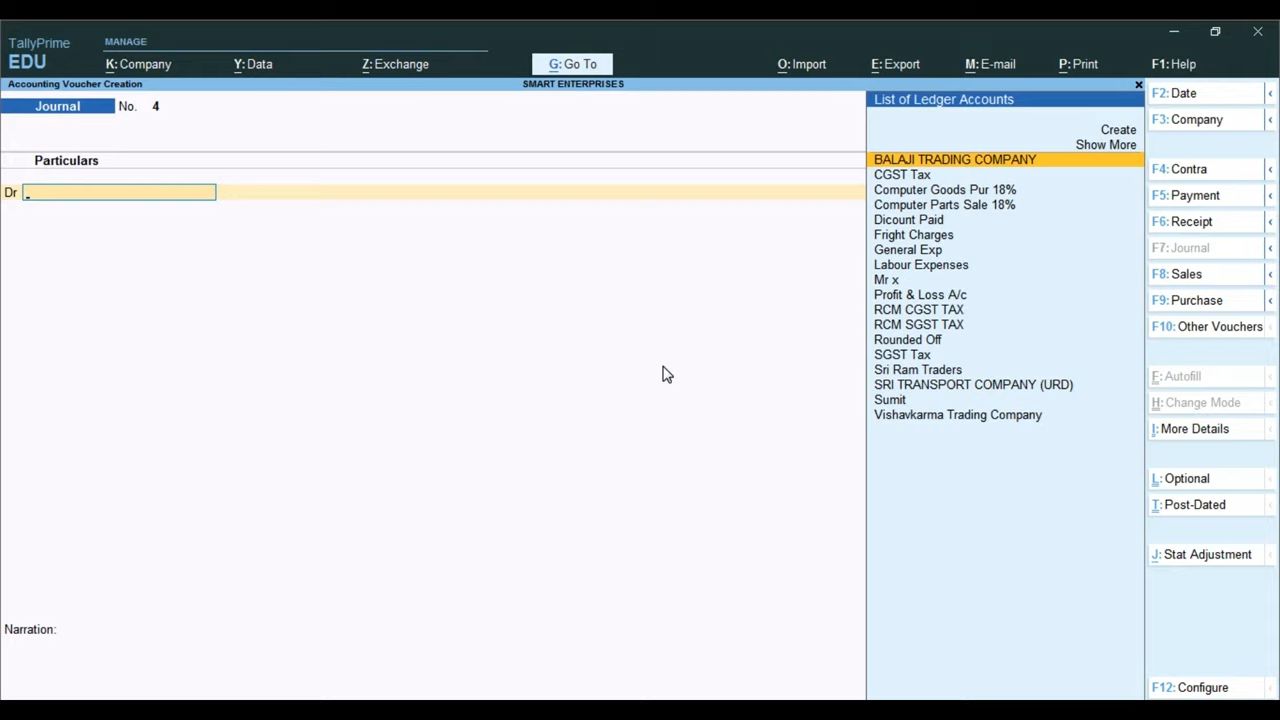 TallyPrime
EDU
MANAGE
K: Company
Y: Data
Z: Exchange
G: Go To
O: Import
E: Export
M: E-mail
P: Print
F1: Help
Accounting Voucher Creation
SMART ENTERPRISES
Journal
No. 4
Particulars
Dr
Narration:
List of Ledger Accounts
Create
Show More
BALAJI TRADING COMPANY
CGST Tax
Computer Goods Pur 18%
Computer Parts Sale 18%
Dicount Paid
Fright Charges
General Exp
Labour Expenses
Mr x
Profit & Loss A/c
RCM CGST TAX
RCM SGST TAX
Rounded Off
SGST Tax
Sri Ram Traders
SRI TRANSPORT COMPANY (URD)
Sumit
Vishavkarma Trading Company
F2: Date
F3: Company
F4: Contra
F5: Payment
F6: Receipt
F7: Journal
F8: Sales
F9: Purchase
F10: Other Vouchers
E: Autofill
H: Change Mode
I: More Details
L: Optional
T: Post-Dated
J: Stat Adjustment
F12: Configure